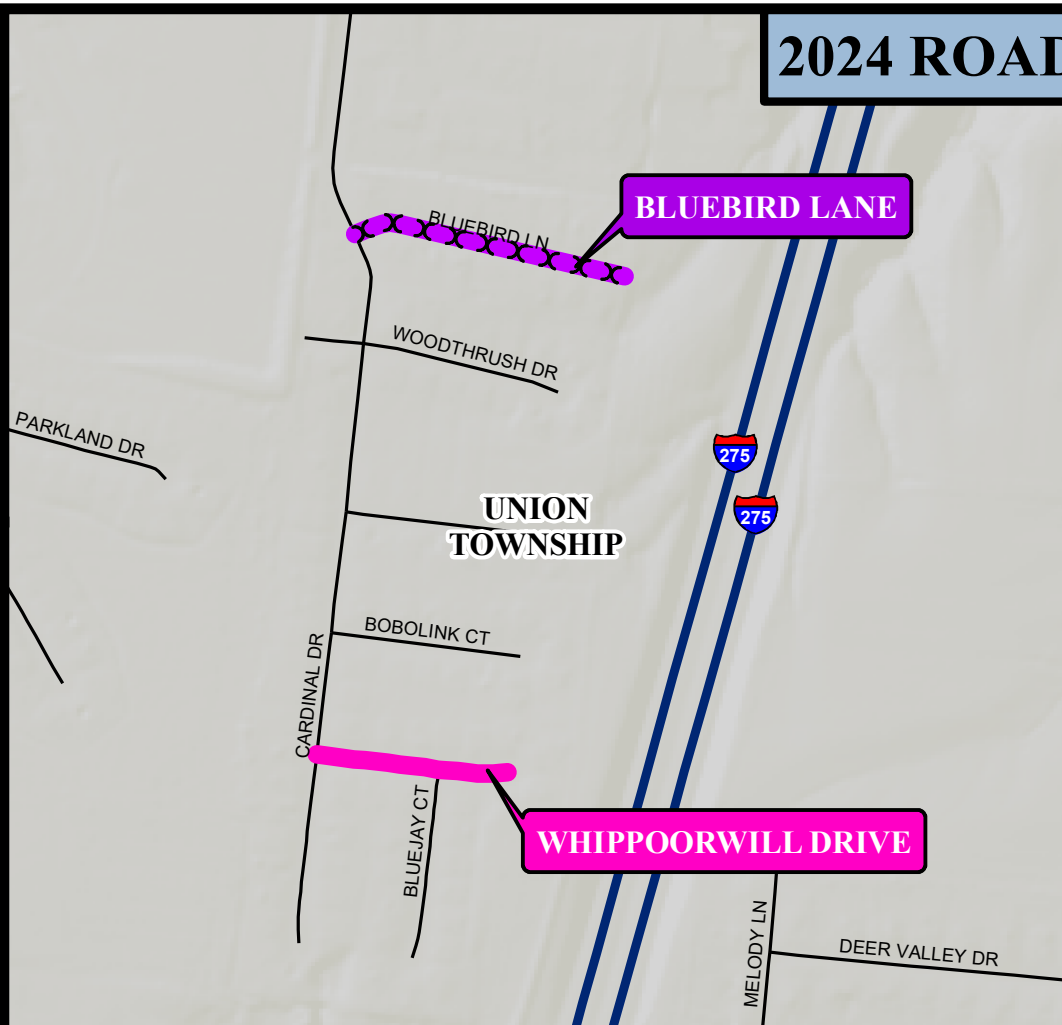 2024 ROAD
BLUEBIRD LANE
BLUEBIRD LN
WOODTHRUSH DR
PARKLAND DR
275
275
UNION
TOWNSHIP
BOBOLINK CT
CARDINAL DR
BLUEJAY CT
WHIPPOORWILL DRIVE
MELODY LN
DEER VALLEY DR